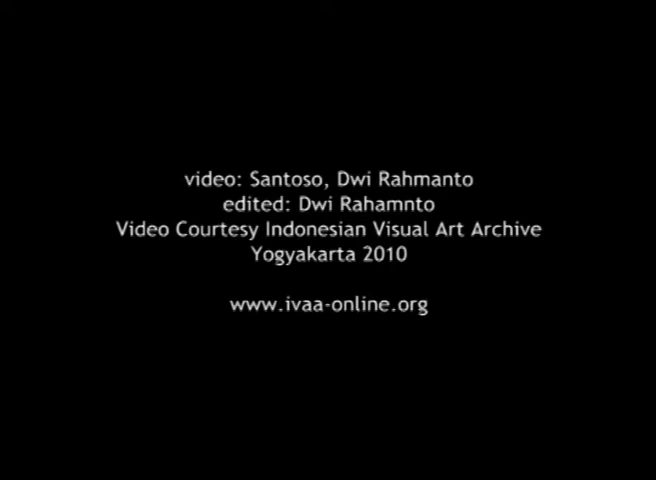 video: Santoso, Dwi Rahmanto
edited: Dwi Rahamnto
Video Courtesy Indonesian Visual Art Archive
Yogyakarta 2010
www.ivaa-online.org